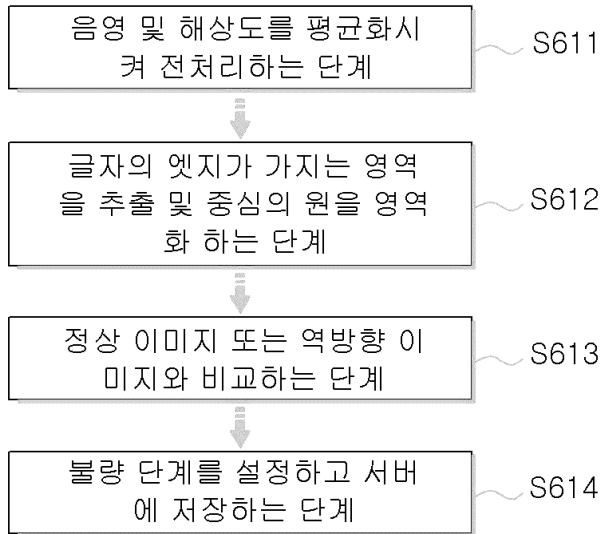 음영 및 해상도를 평균화시
켜 전처리하는 단계
S611
글자의 엣지가 가지는 영역
을 추출 및 중심의 원을 영역
화 하는 단계
S612
정상 이미지 또는 역방향 이
미지와 비교하는 단계
S613
불량 단계를 설정하고 서버
에 저장하는 단계
S614